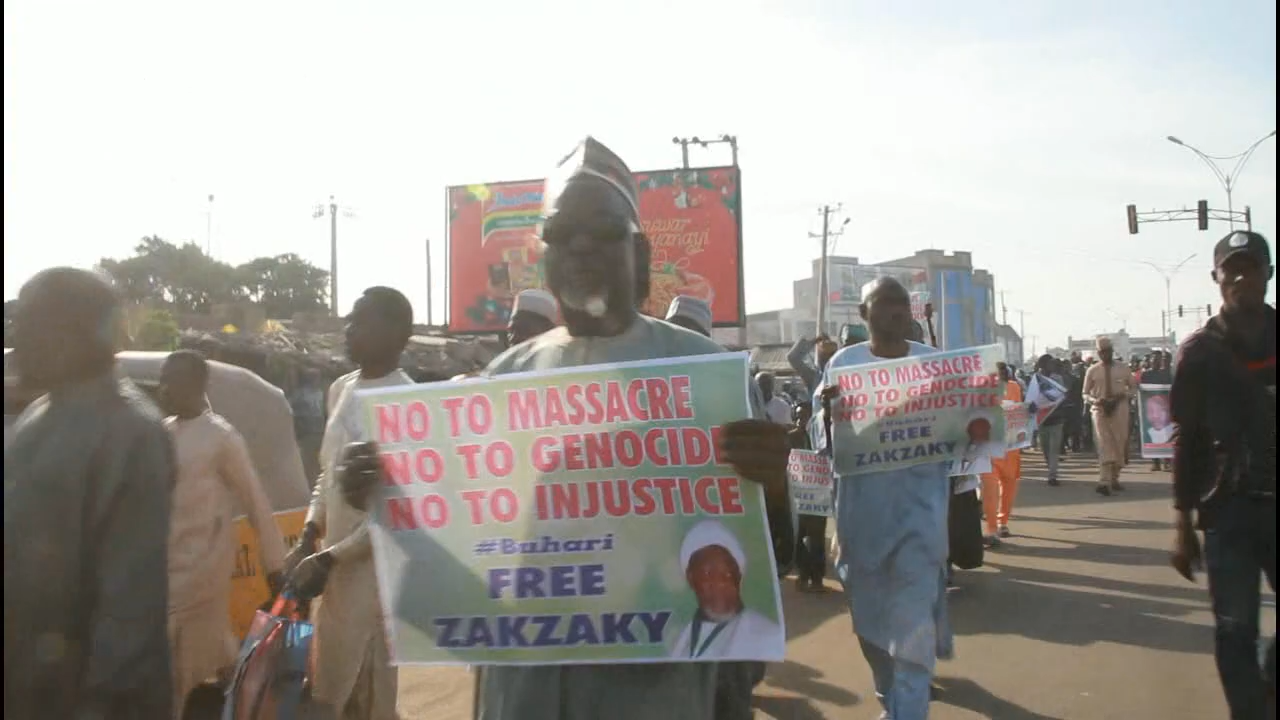 NO TO MASSACRE
NO TO GENOCIDE
NO TO INJUSTICE
#Buhari
FREE
ZAKZAKY
NO TO MASSACRE
NO TO GENOCIDE
NO TO INJUSTICE
#Buhari
FREE
ZAKZAKY